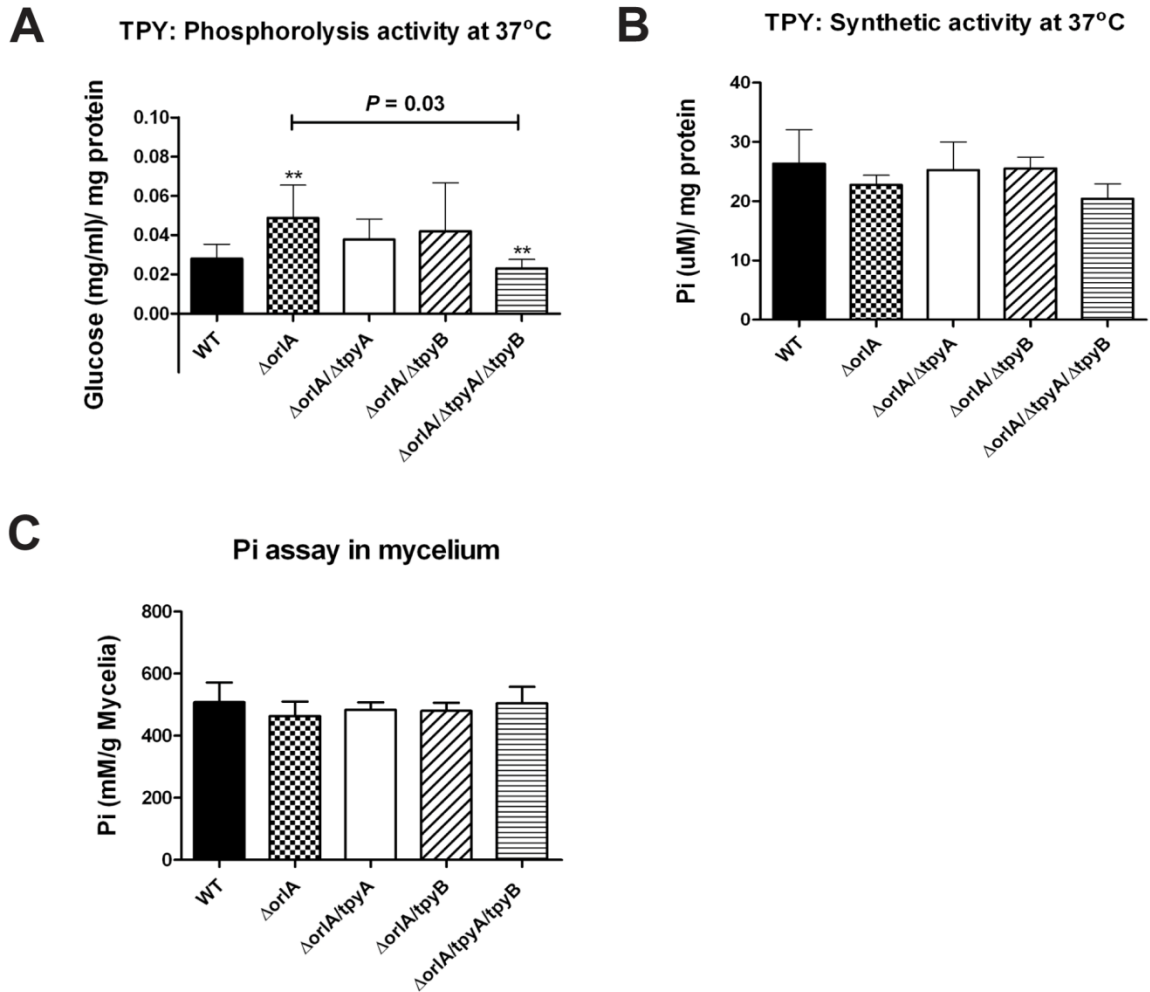 A
TPY: Phosphorolysis activity at 37°C
Glucose (mg/ml)/ mg protein
0.10
0.08
0.06
0.04
0.02
0.00
P = 0.03
**
**
WT
ΔorlA
ΔorlA/ΔtpyA
ΔorlA/ΔtpyB
ΔorlA/ΔtpyA/ΔtpyB
B
TPY: Synthetic activity at 37°C
Pi (uM)/ mg protein
40
30
20
10
0
WT
ΔorlA
ΔorlA/ΔtpyA
ΔorlA/ΔtpyB
ΔorlA/ΔtpyA/ΔtpyB
C
Pi assay in mycelium
Pi (mM/g Mycelia)
800
600
400
200
0
WT
ΔorlA
ΔorlA/tpyA
ΔorlA/tpyB
ΔorlA/tpyA/tpyB